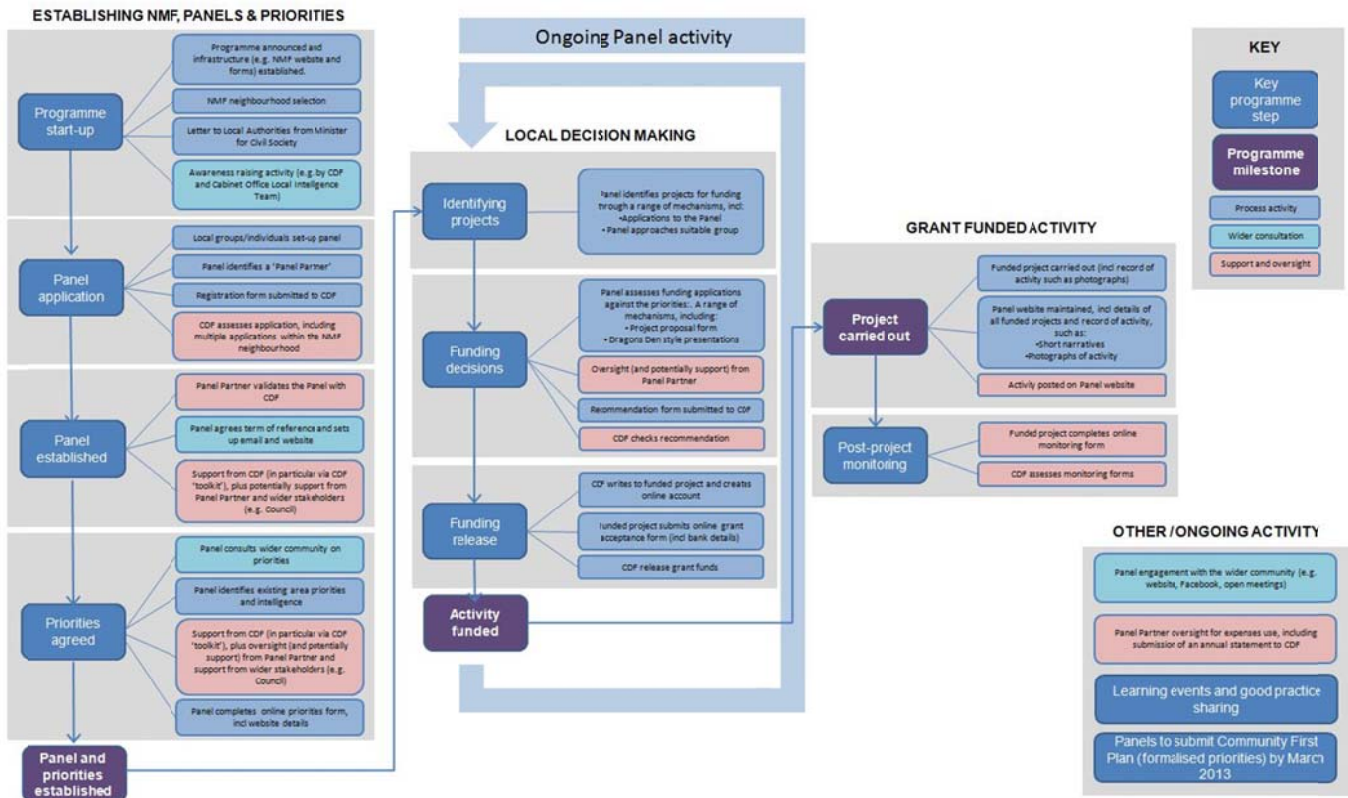 ESTABLISHING NMF, PANELS & PRIORITIES
Programme
start-up
Programme announced and
infrastructure (e.g. NMF website
and forms) established.
NMF neighbourhood selection
Letter to Local Authorities from Minister
for Civil Society
Awareness raising activity (e.g. by CDF
and Cabinet Office Local Intelligence
Team)
Panel
application
Local groups/individuals set-up panel
Panel identifies a 'Panel Partner'
Registration form submitted to CDF
CDF assesses application, including
multiple applications within the NMF
neighbourhood
Panel
established
Panel Partner validates the Panel with
CDF
Panel agrees term of reference and sets
up email and website
Support from CDF (in particular via CDF
'toolkit'), plus potentially support from
Panel Partner and wider stakeholders
(e.g. Council)
Priorities
agreed
Panel consults wider community on
priorities
Panel identifies existing area priorities
and intelligence
Support from CDF (in particular via CDF
'toolkit'), plus oversight (and potentially
support) from Panel Partner and
support from wider stakeholders (e.g.
Council)
Panel completes online priorities form,
incl website details
Panel and
priorities
established
Ongoing Panel activity
LOCAL DECISION MAKING
Identifying
projects
Panel identifies projects for funding
through a range of mechanisms, incl:
•Applications to the Panel
• Panel approaches suitable group
Funding
decisions
Panel assesses funding applications
against the priorities:. A range of
mechanisms, including:
• Project proposal form
• Dragons Den style presentations
Oversight (and potentially support) from
Panel Partner
Recommendation form submitted to CDF
CDF checks recommendation
Funding
release
CDF writes to funded project and creates
online account
Funded project submits online grant
acceptance form (incl bank details)
CDF release grant funds
Activity
funded
GRANT FUNDED ACTIVITY
Project
carried out
Funded project carried out (incl record of
activity such as photographs)
Panel website maintained, incl details of
all funded projects and record of activity,
such as:
•Short narratives
•Photographs of activity
Activity posted on Panel website
Post-project
monitoring
Funded project completes online
monitoring form
CDF assesses monitoring forms
KEY
Key
programme
step
Programme
milestone
Process activity
Wider consultation
Support and oversight
OTHER /ONGOING ACTIVITY
Panel engagement with the wider community (e.g.
website, Facebook, open meetings)
Panel Partner oversight for expenses use, including
submission of an annual statement to CDF
Learning events and good practice
sharing
Panels to submit Community First
Plan (formalised priorities) by March
2013